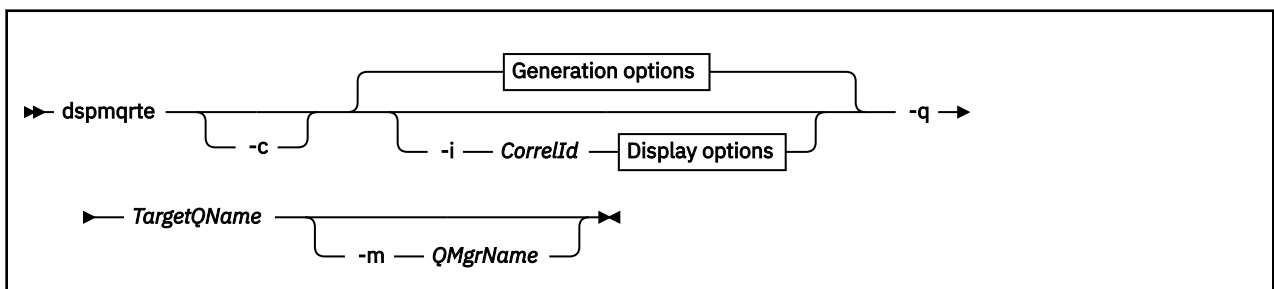 Generation options
dspmqrte -q
-c -i CorrelId Display options
TargetQName
-m QMgrName